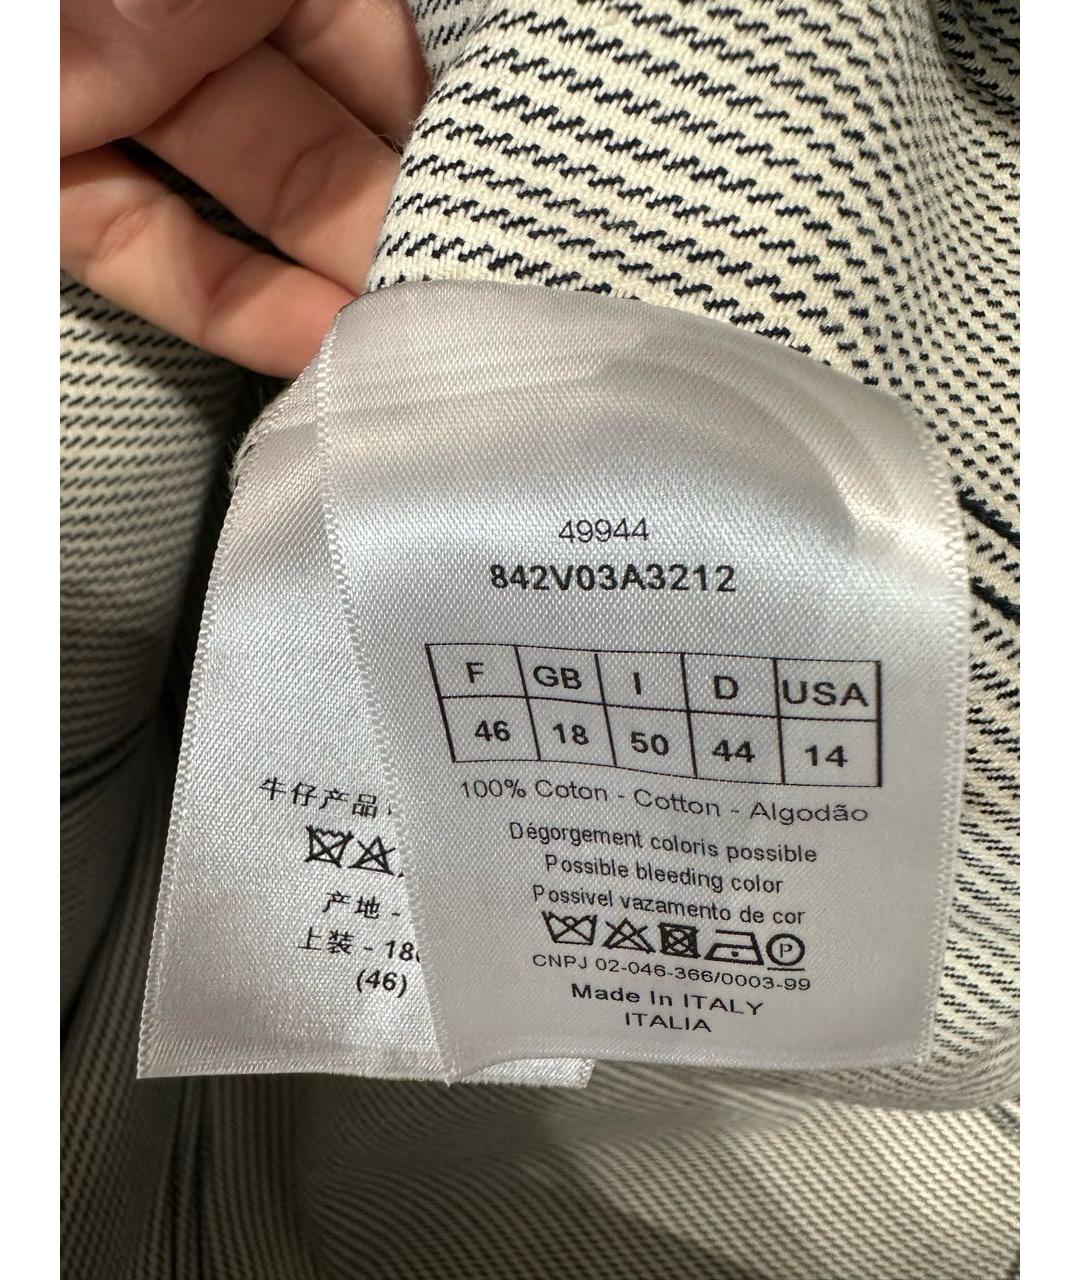 49944
842V03A3212
F GB I D USA
46 18 50 44 14
100% Coton - Cotton - Algodão
Dégorgement coloris possible
Possible bleeding color
Possivel vazamento de cor
P
CNPJ 02-046-366/0003-99
Made In ITALY
ITALIA
牛仔产品
产地 -
上装 - 18
(46)